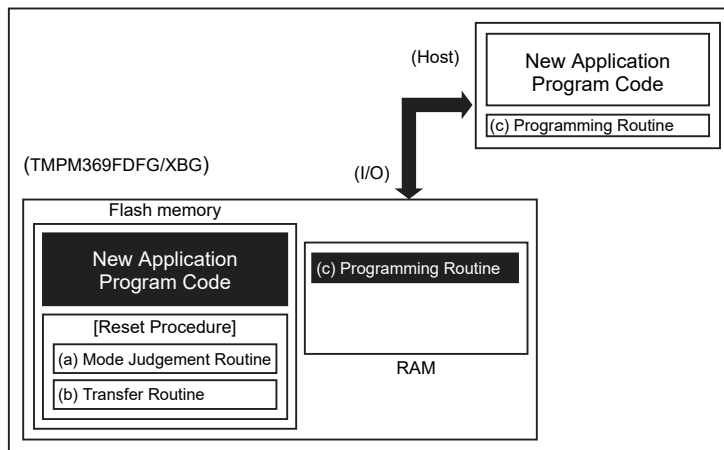 (Host)
New Application
Program Code
(c) Programming Routine
(TMPM369FDFG/XBG)
(I/O)
Flash memory
New Application
Program Code
[Reset Procedure]
(a) Mode Judgement Routine
(b) Transfer Routine
(c) Programming Routine
RAM